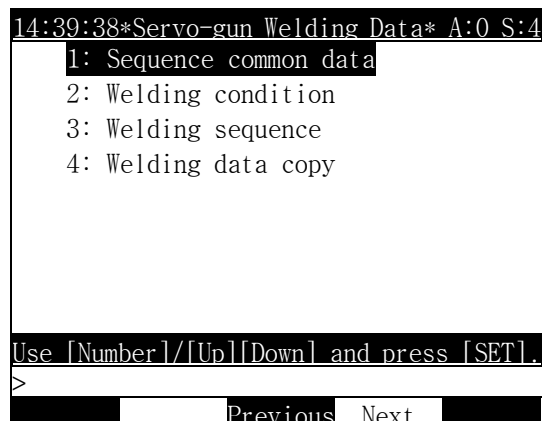 14:39:38*Servo-gun Welding Data* A:0 S:4
1: Sequence common data
2: Welding condition
3: Welding sequence
4: Welding data copy
Use [Number]/[Up][Down] and press [SET].
>
Previous Next